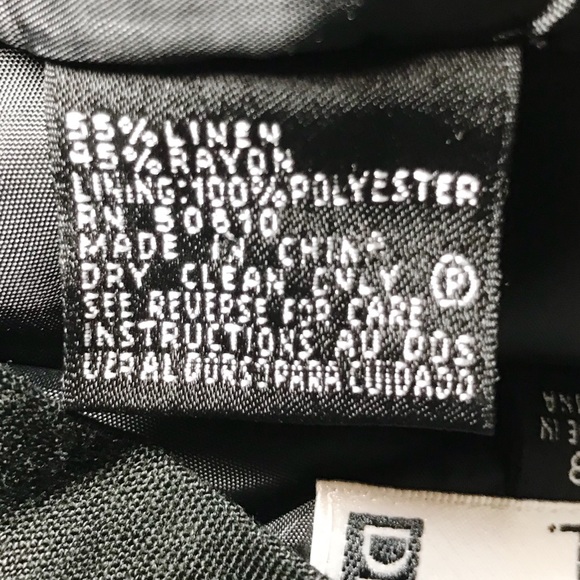 55% LINEN
45% RAYON
LINING: 100% POLYESTER
RN 50810
MADE IN CHINA
DRY CLEAN ONLY Ⓟ
SEE REVERSE FOR CARE
INSTRUCTIONS AU DOS
VER AL DORSO PARA CUIDADO